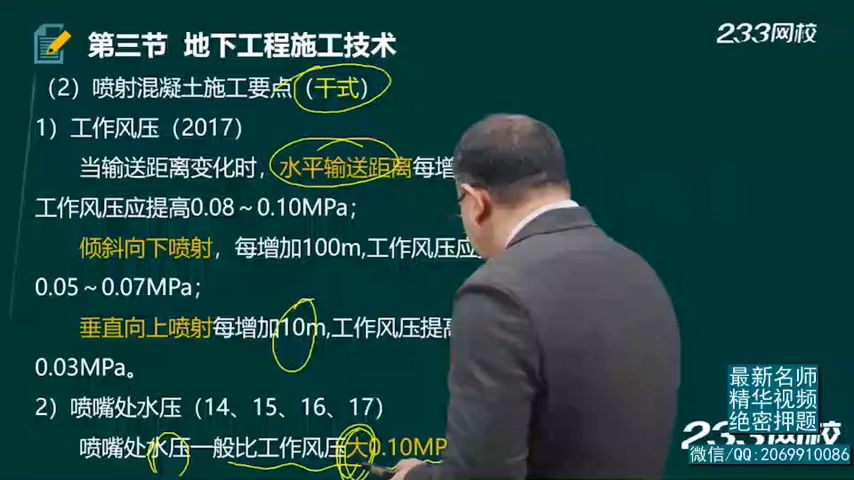 第三节 地下工程施工技术
233网校
(2）喷射混凝土施工要点（干式）
1）工作风压（2017）
当输送距离变化时，水平输送距离每增
工作风压应提高0.08～0.10MPa；
倾斜向下喷射，每增加100m,工作风压应
0.05～0.07MPa；
垂直向上喷射每增加10m,工作风压提高
0.03MPa。
2）喷嘴处水压（14、15、16、17）
喷嘴处水压一般比工作风压大0.10MP
最新名师
精华视频
绝密押题
233网校
微信/QQ:2069910086